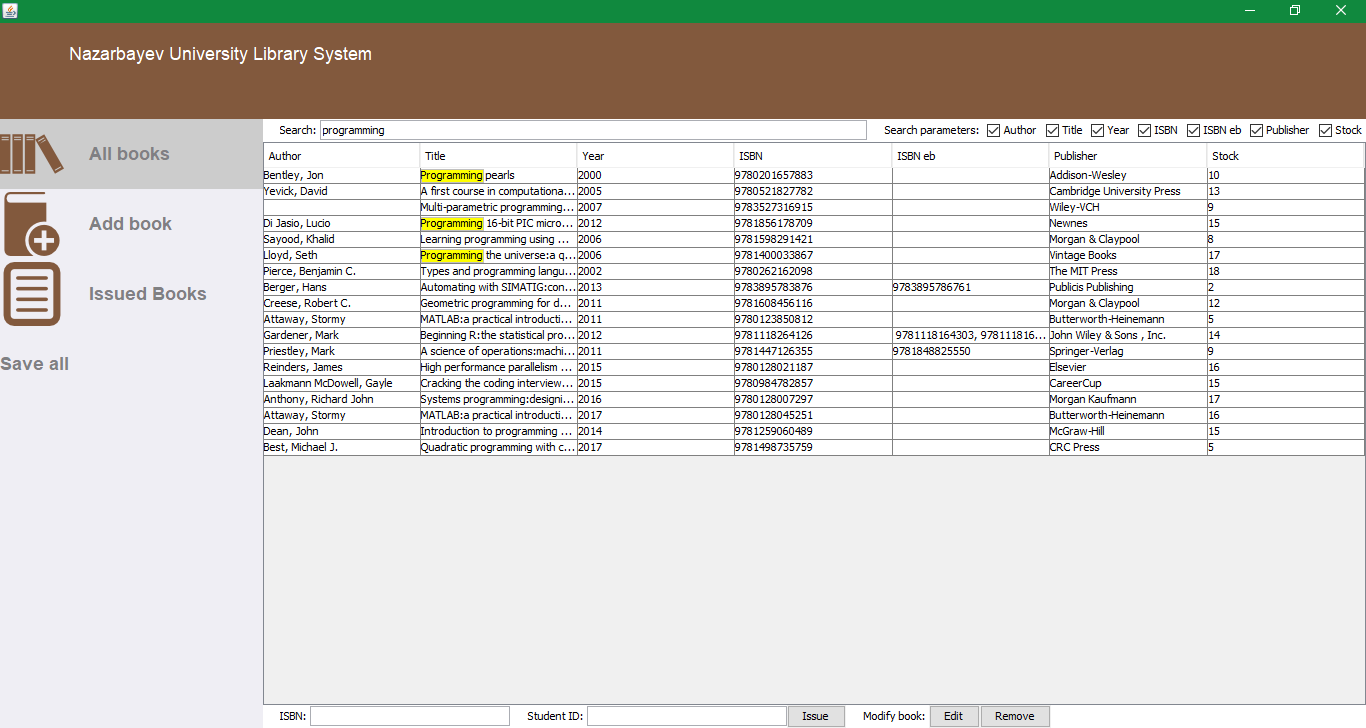 Nazarbayev University Library System
All books
Add book
Issued Books
Save all
Search: programming Search parameters: Author Title Year ISBN ISBN eb Publisher Stock
Author Title Year ISBN ISBN eb Publisher Stock
Bentley, Jon Programming pearls 2000 9780201657883 Addison-Wesley 10
Yevick, David A first course in computationa... 2005 9780521827782 Cambridge University Press 13
Multi-parametric programming... 2007 9783527316915 Wiley-VCH 9
Di Jasio, Lucio Programming 16-bit PIC micro... 2012 9781856178709 Newnes 15
Sayood, Khalid Learning programming using ... 2006 9781598291421 Morgan & Claypool 8
Lloyd, Seth Programming the universe:a q... 2006 9781400033867 Vintage Books 17
Pierce, Benjamin C. Types and programming langu... 2002 9780262162098 The MIT Press 18
Berger, Hans Automating with SIMATIG:con... 2013 9783895783876 9783895786761 Publicis Publishing 2
Creese, Robert C. Geometric programming for d... 2011 9781608456116 Morgan & Claypool 12
Attaway, Stormy MATLAB:a practical introducti... 2011 9780123850812 Butterworth-Heinemann 5
Gardener, Mark Beginning R:the statistical pro... 2012 9781118264126 9781118164303, 978111816... John Wiley & Sons , Inc. 14
Priestley, Mark A science of operations:machi... 2011 9781447126355 9781848825550 Springer-Verlag 9
Reinders, James High performance parallelism ... 2015 9780128021187 Elsevier 16
Laakmann McDowell, Gayle Cracking the coding interview... 2015 9780984782857 CareerCup 15
Anthony, Richard John Systems programming:designi... 2016 9780128007297 Morgan Kaufmann 17
Attaway, Stormy MATLAB:a practical introducti... 2017 9780128045251 Butterworth-Heinemann 16
Dean, John Introduction to programming ... 2014 9781259060489 McGraw-Hill 15
Best, Michael J. Quadratic programming with c... 2017 9781498735759 CRC Press 5
ISBN: Student ID: Issue Modify book: Edit Remove